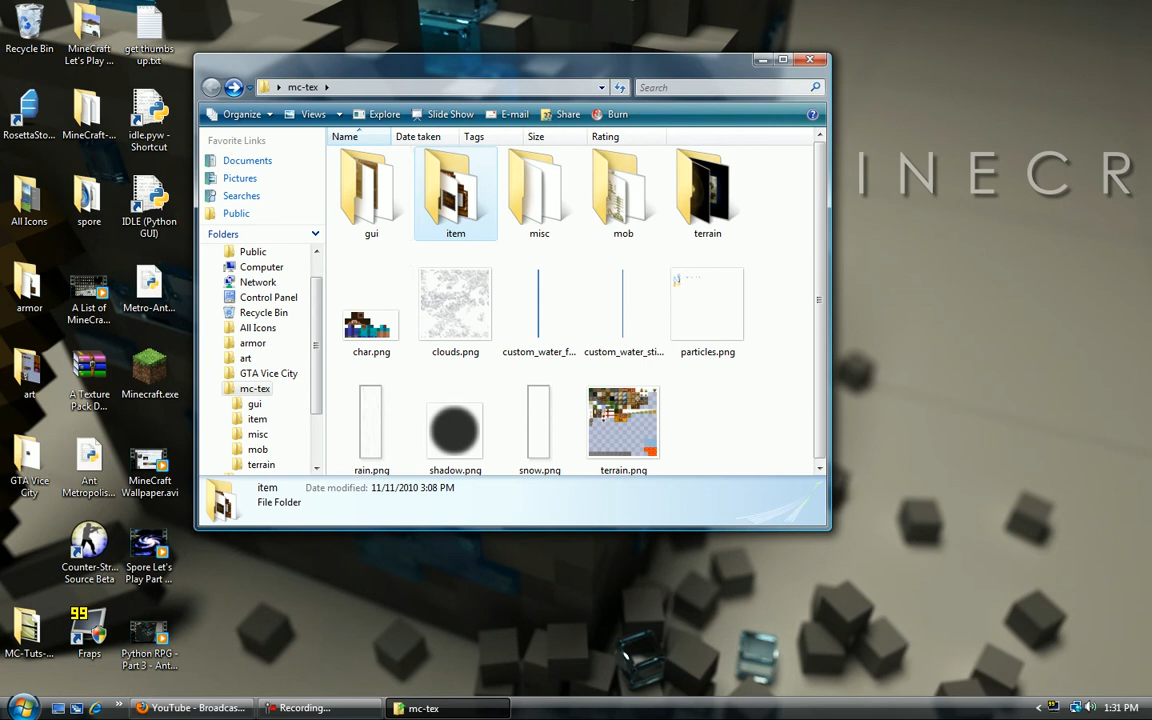 Recycle Bin
MineCraft
Let's Play ...
get thumbs
up.txt
RosettaSto...
MineCraft-...
idle.pyw -
Shortcut
All Icons
spore
IDLE (Python
GUI)
armor
A List of
MineCra...
Metro-Ant...
art
A Texture
Pack D...
Minecraft.exe
GTA Vice
City
Ant
Metropolis...
MineCraft
Wallpaper.avi
Counter-Str...
Source Beta
Spore Let's
Play Part ...
MC-Tuts-...
99
Fraps
Python RPG -
Part 3 - Ant...
INECR
mc-tex
Search
Organize
Views
Explore
Slide Show
E-mail
Share
Burn
Favorite Links
Documents
Pictures
Searches
Public
Folders
Public
Computer
Network
Control Panel
Recycle Bin
All Icons
armor
art
GTA Vice City
mc-tex
gui
item
misc
mob
terrain
Name Date taken Tags Size Rating
gui item misc mob terrain
char.png clouds.png custom_water_f... custom_water_sti... particles.png
rain.png shadow.png snow.png terrain.png
item Date modified: 11/11/2010 3:08 PM
File Folder
YouTube - Broadcas...
Recording...
mc-tex
1:31 PM